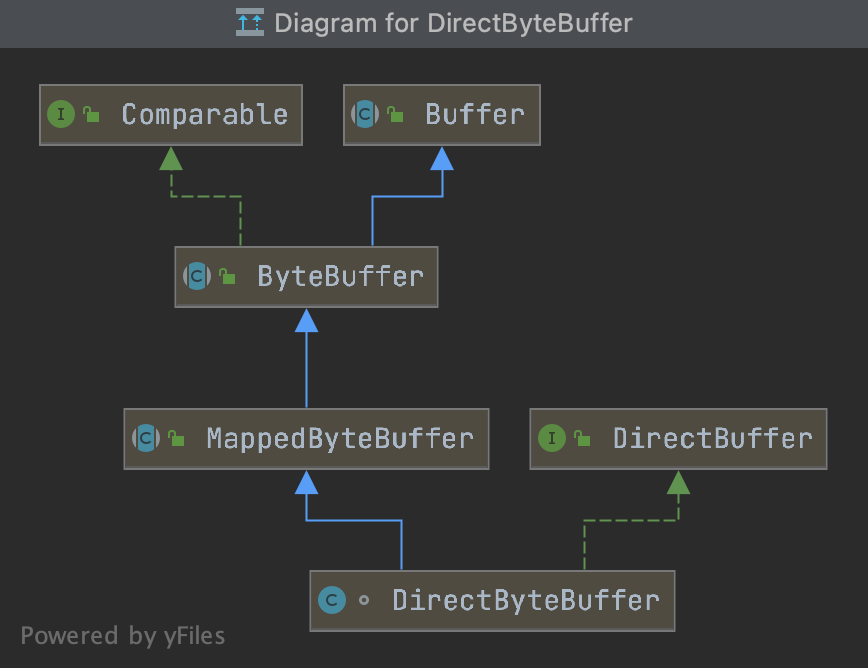 Diagram for DirectByteBuffer
I Comparable
C Buffer
C ByteBuffer
C MappedByteBuffer
I DirectBuffer
C DirectByteBuffer
Powered by yFiles